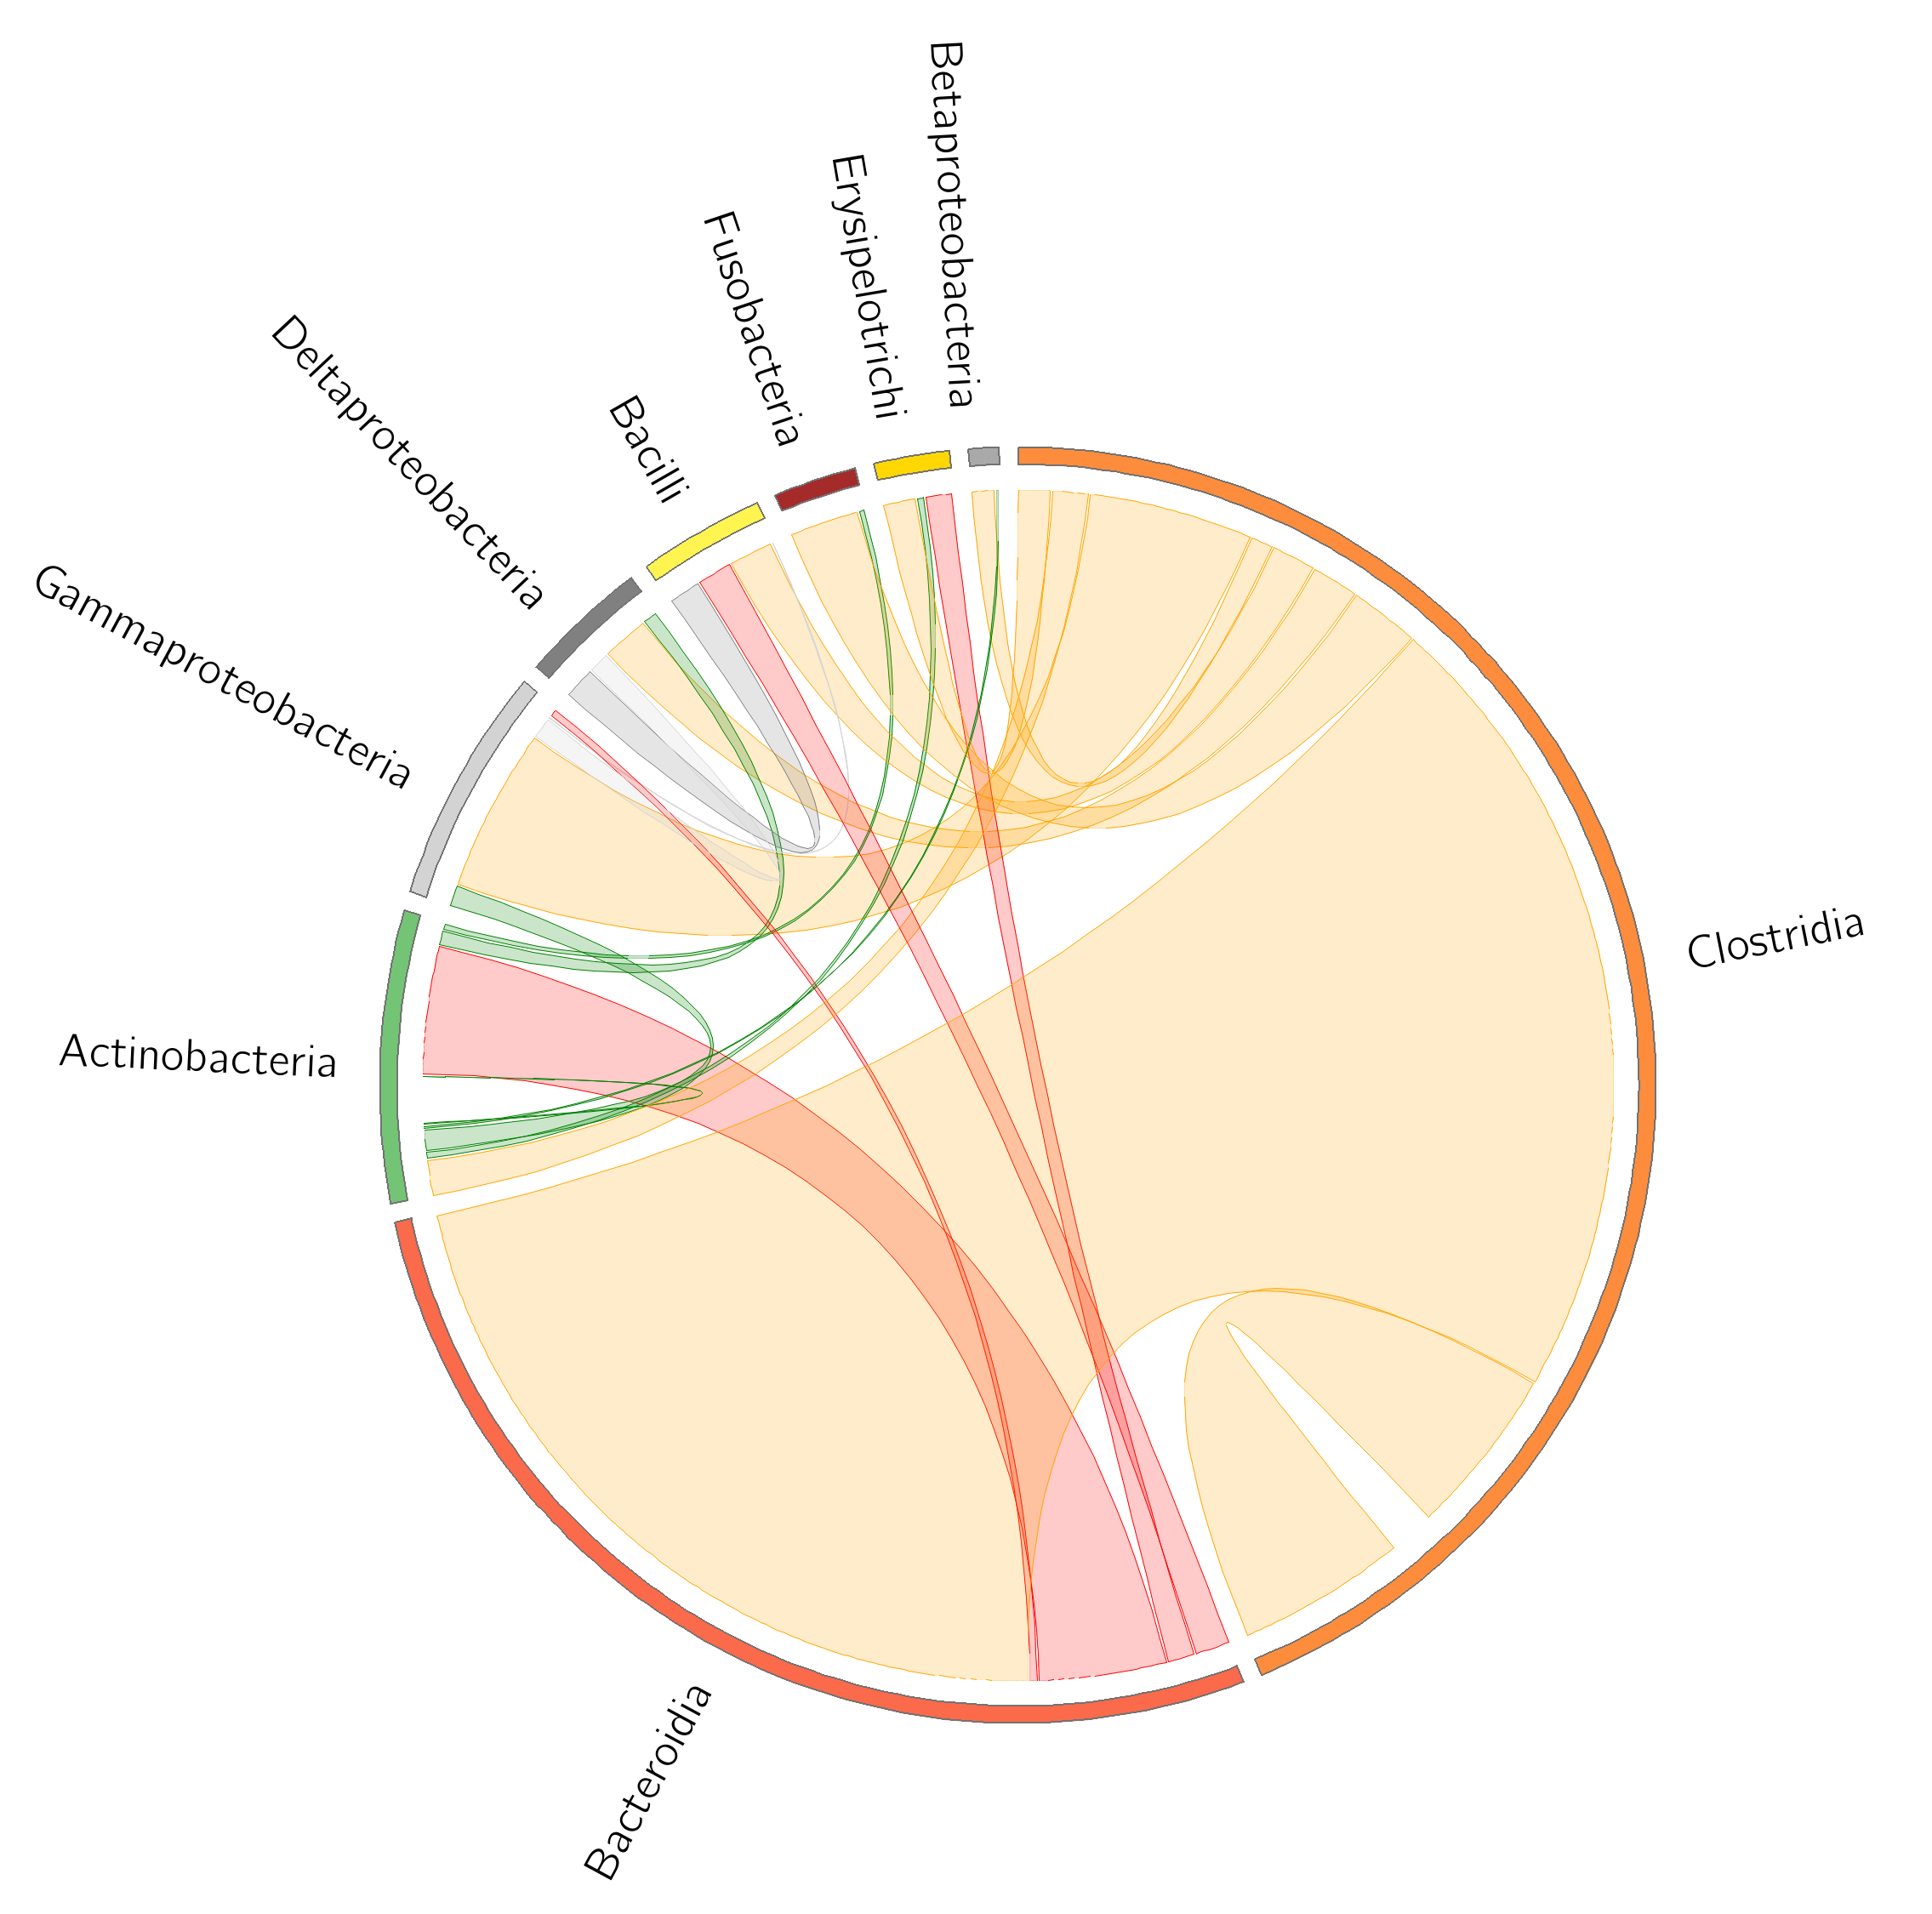 Betaproteobacteria
Erysipelotrichi
Fusobacteria
Bacilli
Deltaproteobacteria
Gammaproteobacteria
Actinobacteria
Clostridia
Bacteroidia